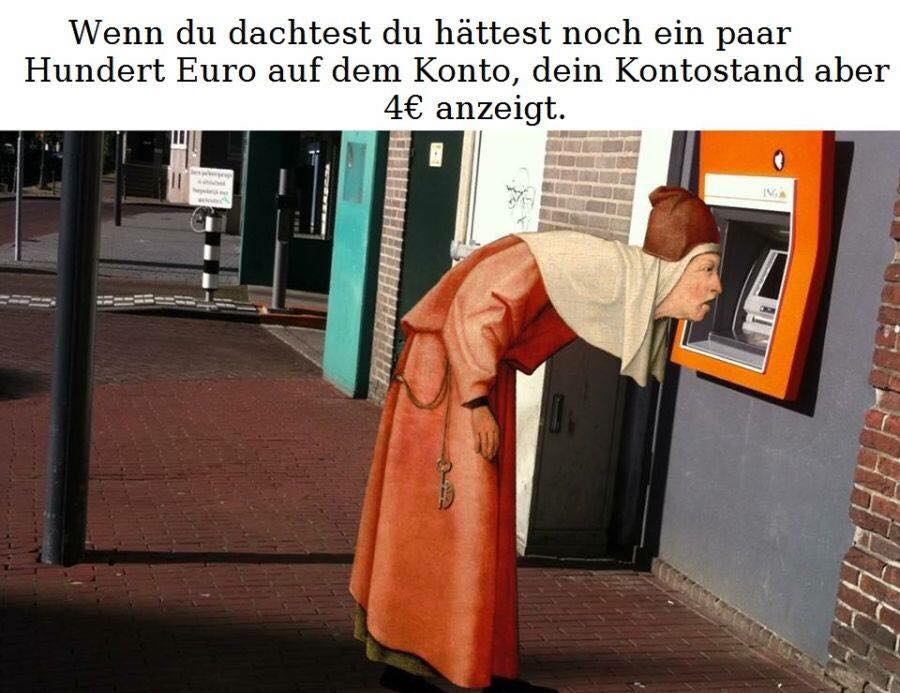 Wenn du dachtest du hättest noch ein paar
Hundert Euro auf dem Konto, dein Kontostand aber
4€ anzeigt.
ING